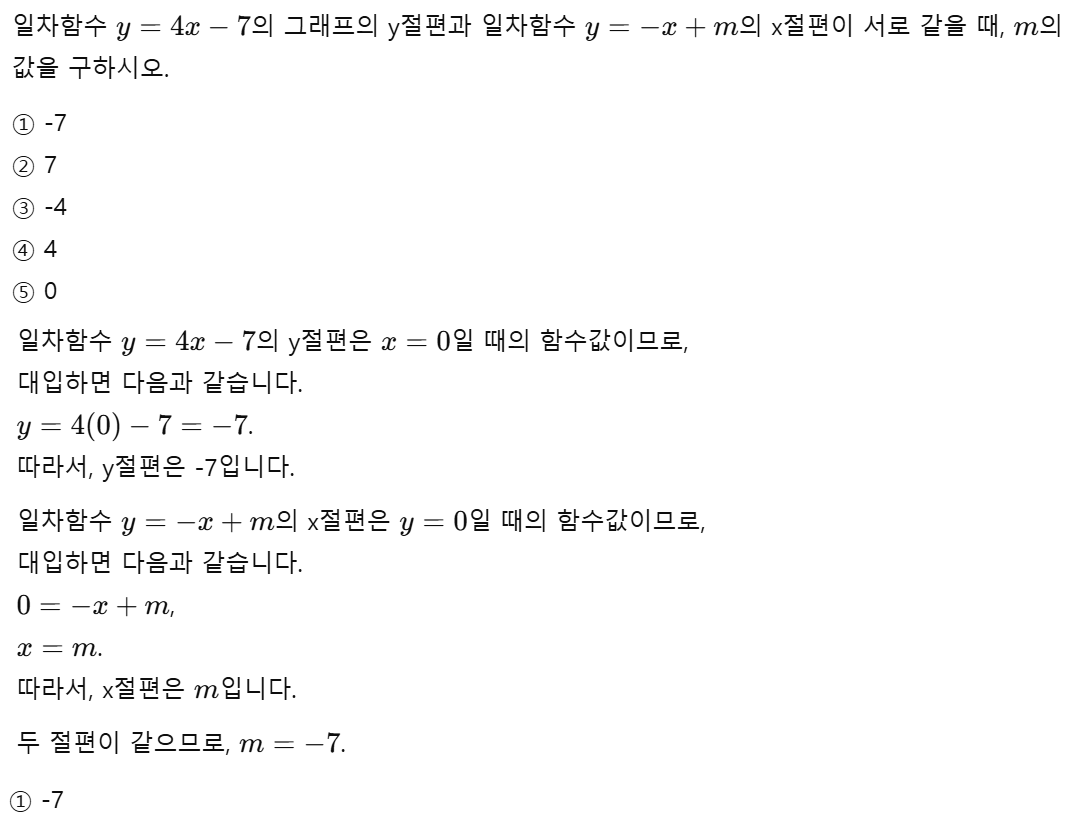 일차함수 y = 4x − 7의 그래프의 y절편과 일차함수 y = −x + m의 x절편이 서로 같을 때, m의
값을 구하시오.
① -7
② 7
③ -4
④ 4
⑤ 0
일차함수 y = 4x − 7의 y절편은 x = 0일 때의 함수값이므로,
대입하면 다음과 같습니다.
y = 4(0) − 7 = −7.
따라서, y절편은 -7입니다.
일차함수 y = −x + m의 x절편은 y = 0일 때의 함수값이므로,
대입하면 다음과 같습니다.
0 = −x + m,
x = m.
따라서, x절편은 m입니다.
두 절편이 같으므로, m = −7.
① -7